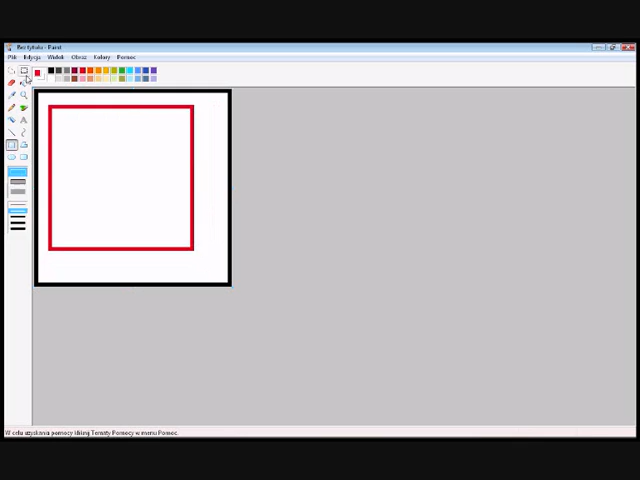 Bez tytułu - Paint
Plik Edycja Widok Obraz Kolory Pomoc
W celu uzyskania pomocy kliknij Tematy Pomocy w menu Pomoc.